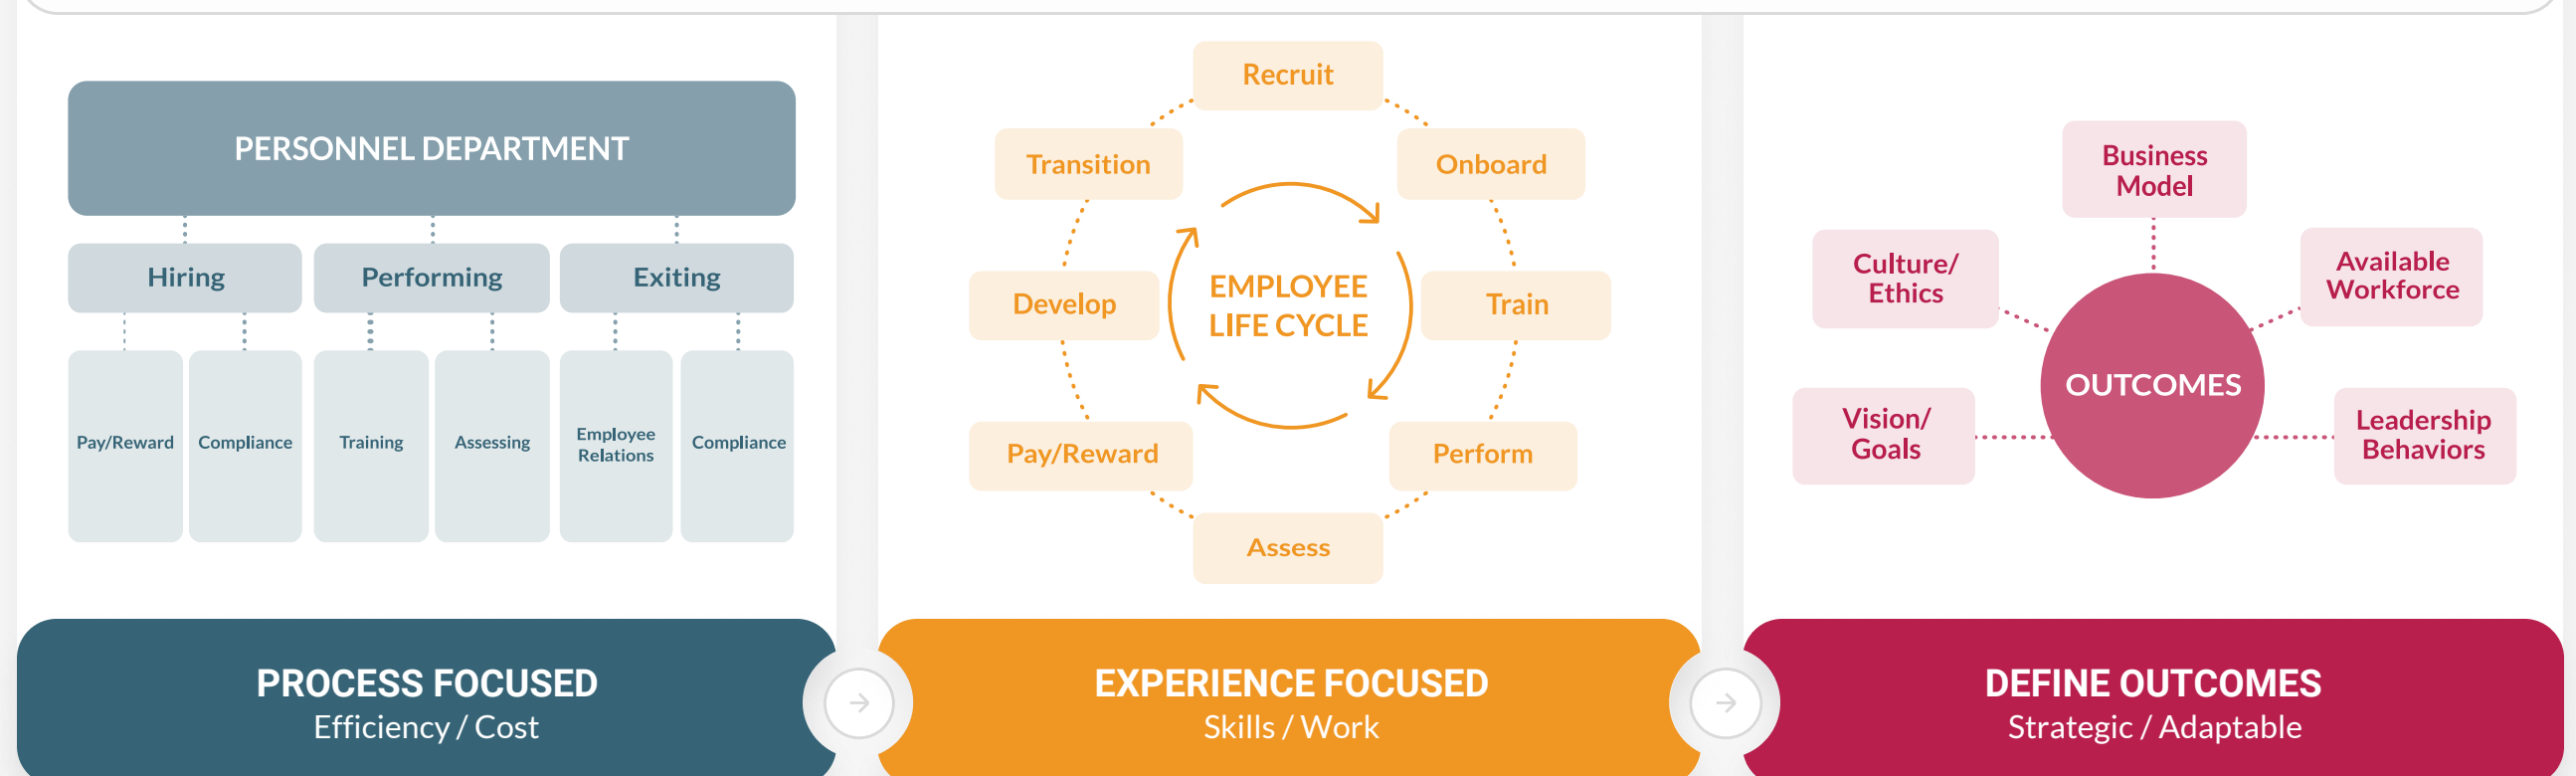 PERSONNEL DEPARTMENT
Hiring
Performing
Exiting
Pay/Reward
Compliance
Training
Assessing
Employee
Relations
Compliance
PROCESS FOCUSED
Efficiency / Cost
Recruit
Onboard
Train
Perform
Assess
Pay/Reward
Develop
Transition
EMPLOYEE
LIFE CYCLE
EXPERIENCE FOCUSED
Skills / Work
Business
Model
Available
Workforce
Leadership
Behaviors
Vision/
Goals
Culture/
Ethics
OUTCOMES
DEFINE OUTCOMES
Strategic / Adaptable